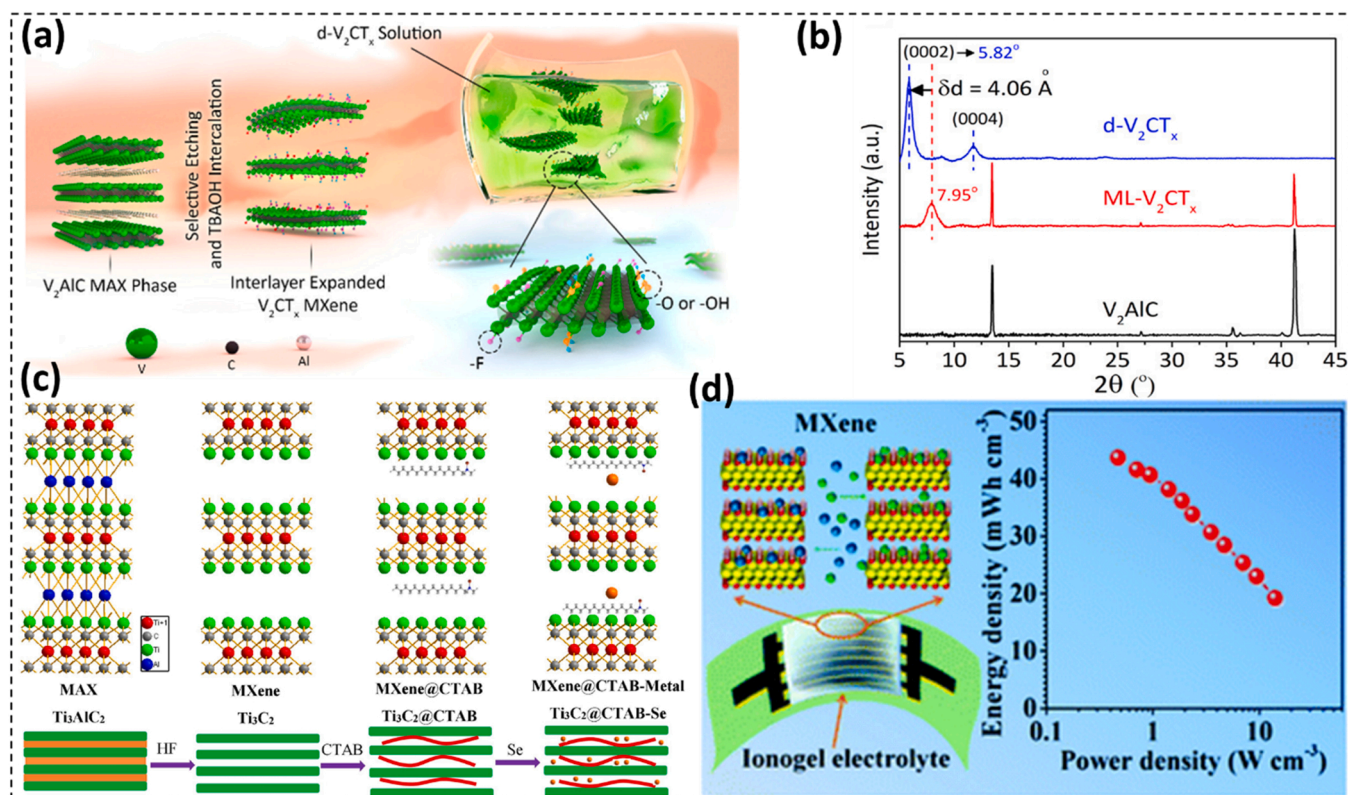 (a)
d-V₂CTₓ Solution
Selective Etching
and TBAOH Intercalation
V₂AlC MAX Phase
Interlayer Expanded
V₂CTₓ MXene
-O or -OH
-F
V
C
Al
(b)
(0002)→5.82°
δd = 4.06 Å
(0004)
d-V₂CTₓ
7.95°
ML-V₂CTₓ
V₂AlC
Intensity (a.u.)
5 10 15 20 25 30 35 40 45
2θ (°)
(c)
Ti+1
C
Ti
Al
MAX
MXene
MXene@CTAB
MXene@CTAB-Metal
Ti₃AlC₂
Ti₃C₂
Ti₃C₂@CTAB
Ti₃C₂@CTAB-Se
HF
CTAB
Se
(d)
MXene
Ionogel electrolyte
Energy density (mWh cm⁻³)
50
40
30
20
10
0
0.1 1 10
Power density (W cm⁻³)